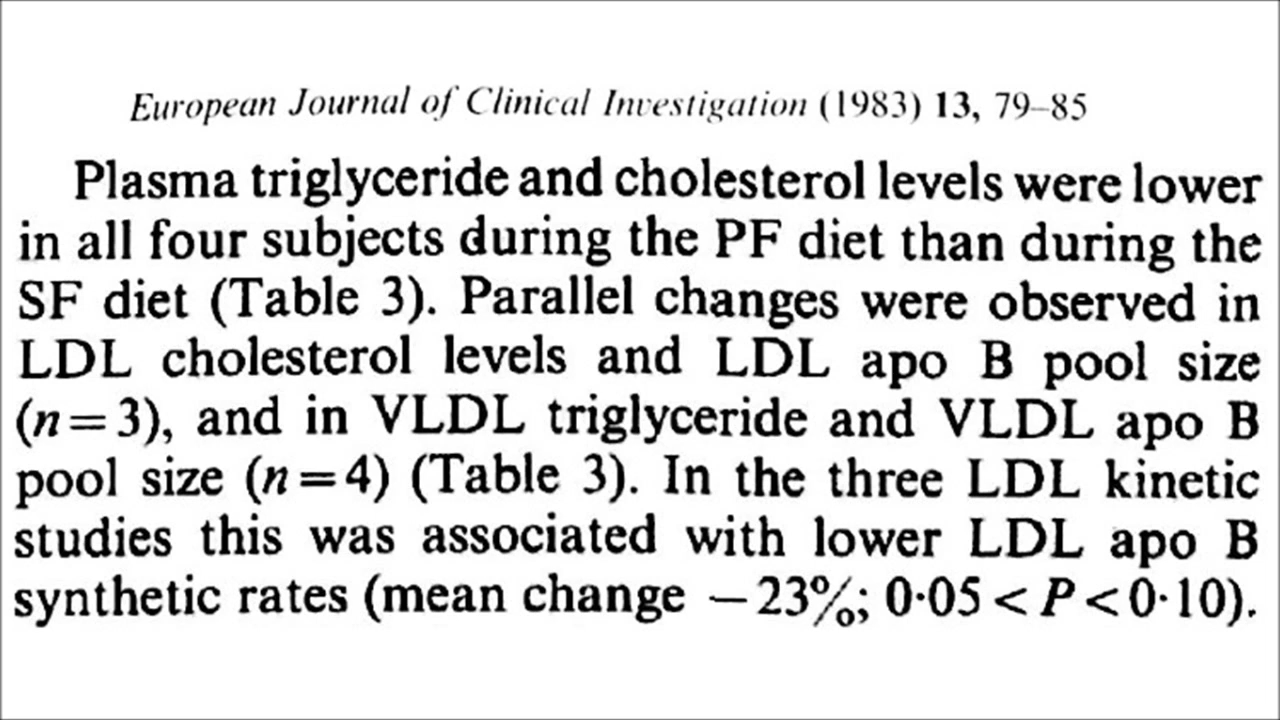 European Journal of Clinical Investigation (1983) 13, 79–85
Plasma triglyceride and cholesterol levels were lower
in all four subjects during the PF diet than during the
SF diet (Table 3). Parallel changes were observed in
LDL cholesterol levels and LDL apo B pool size
(n=3), and in VLDL triglyceride and VLDL apo B
pool size (n=4) (Table 3). In the three LDL kinetic
studies this was associated with lower LDL apo B
synthetic rates (mean change −23%; 0·05<P<0·10).